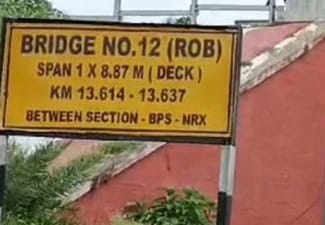 BRIDGE NO.12 (ROB)
SPAN 1 X 8.87 M ( DECK )
KM 13.614 - 13.637
BETWEEN SECTION - BPS - NRX